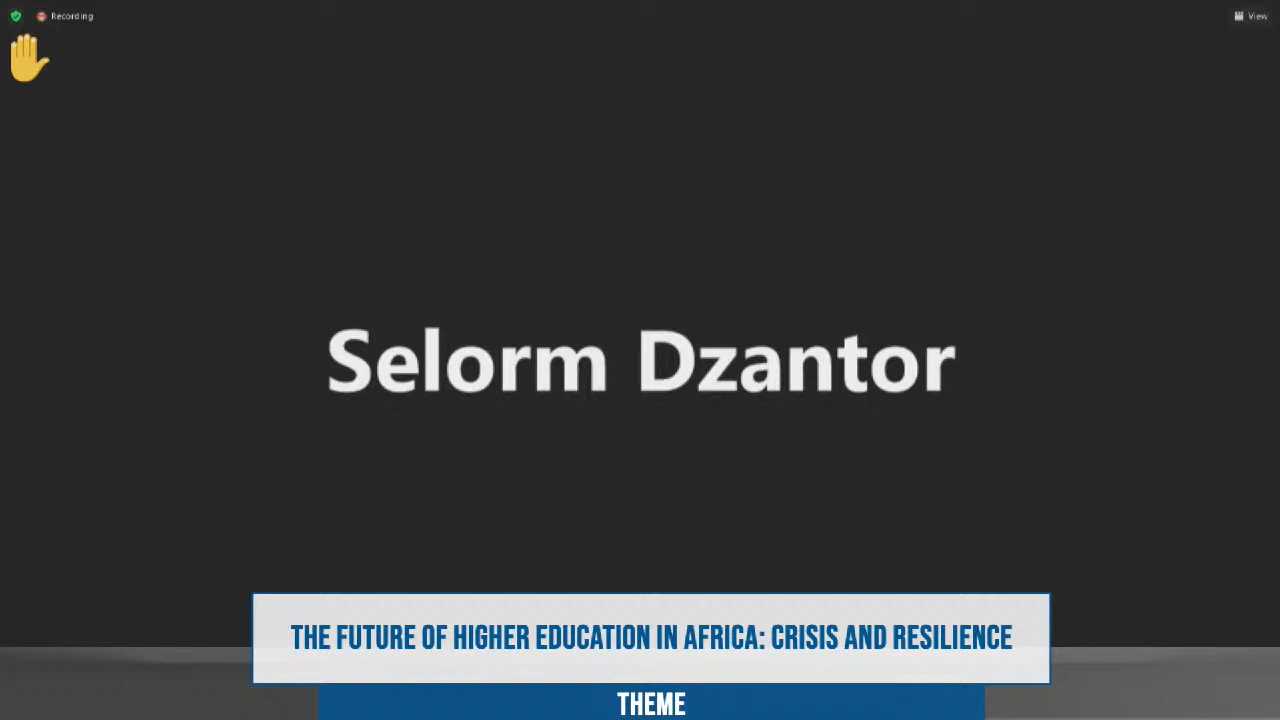 Recording
View
Selorm Dzantor
THE FUTURE OF HIGHER EDUCATION IN AFRICA: CRISIS AND RESILIENCE
THEME